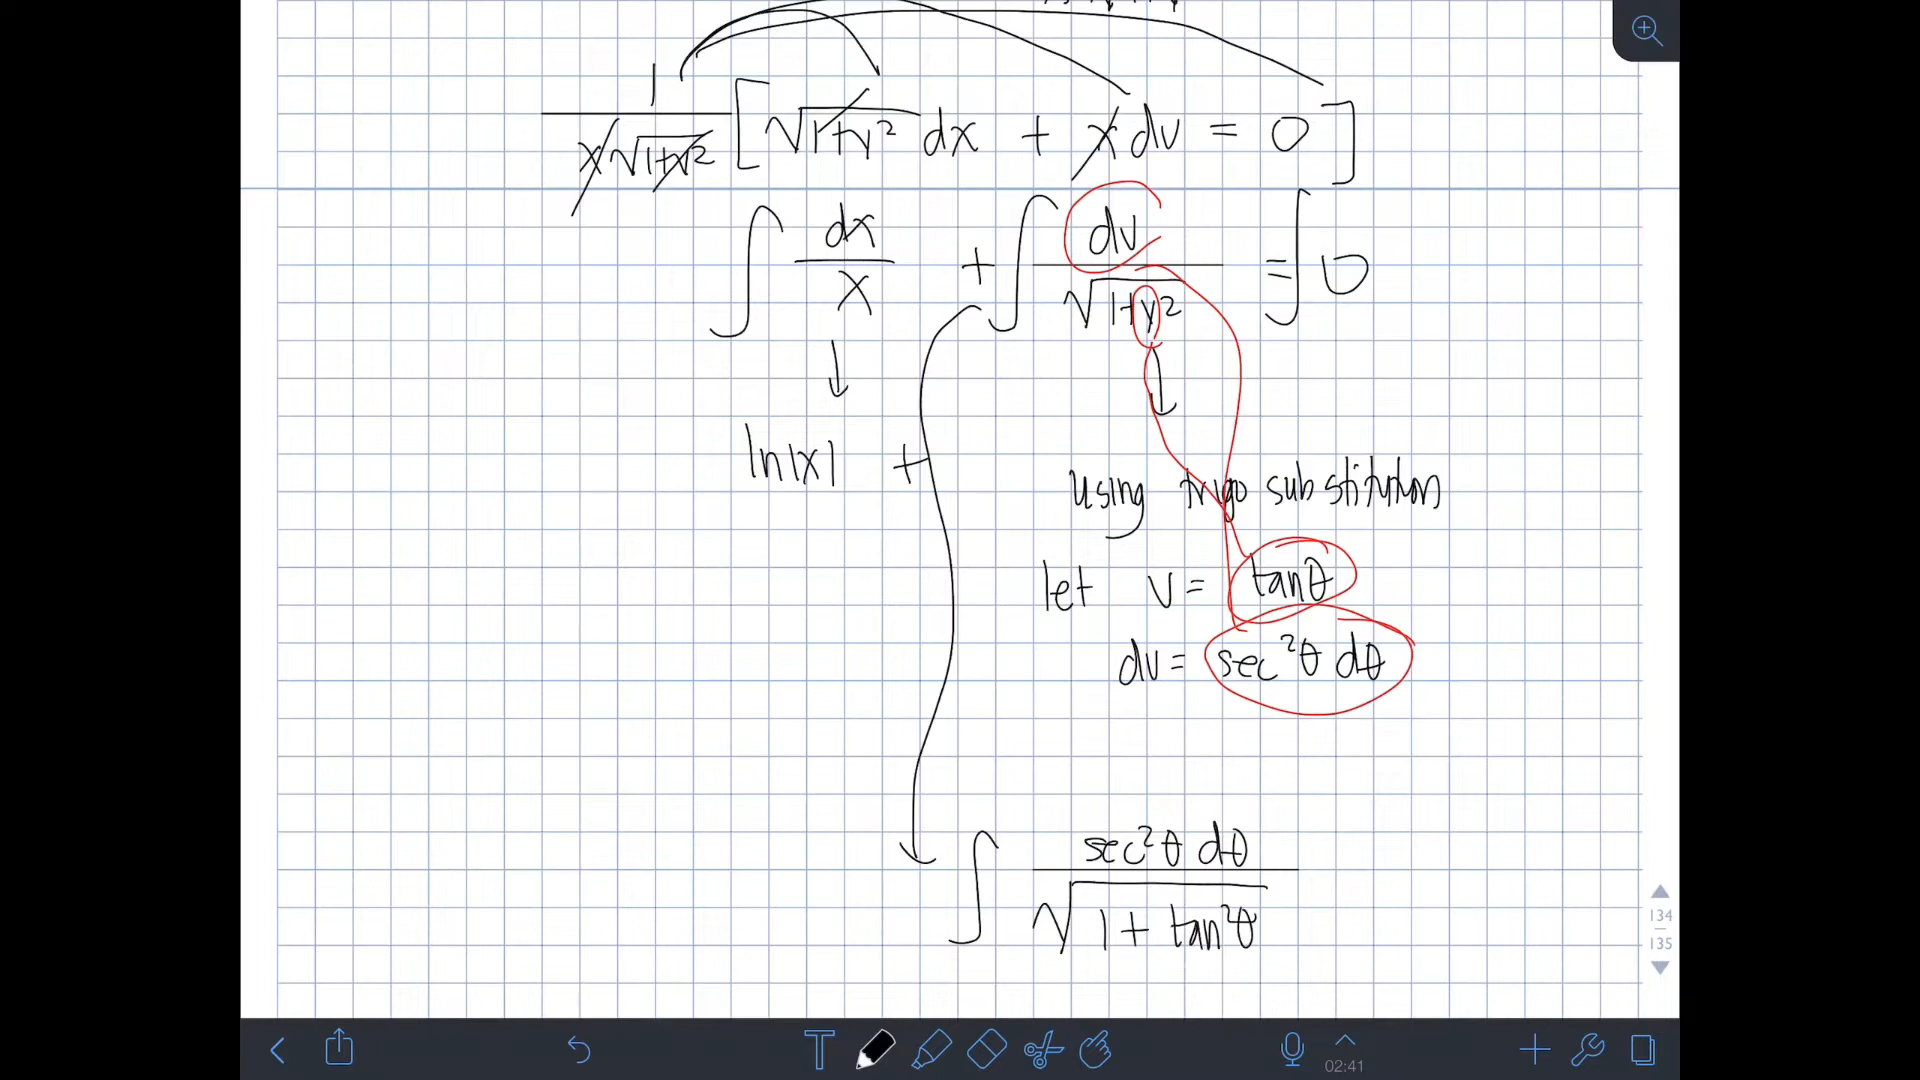 1/(x√(1+v²)) [√(1+v²) dx + x dv = 0]
∫ dx/x + ∫ dv/√(1+v²) = ∫ 0
ln|x| +
using trigo substitution
let v = tanθ
dv = sec²θ dθ
∫ sec²θ dθ/√(1 + tan²θ)
134
135
T
02:41